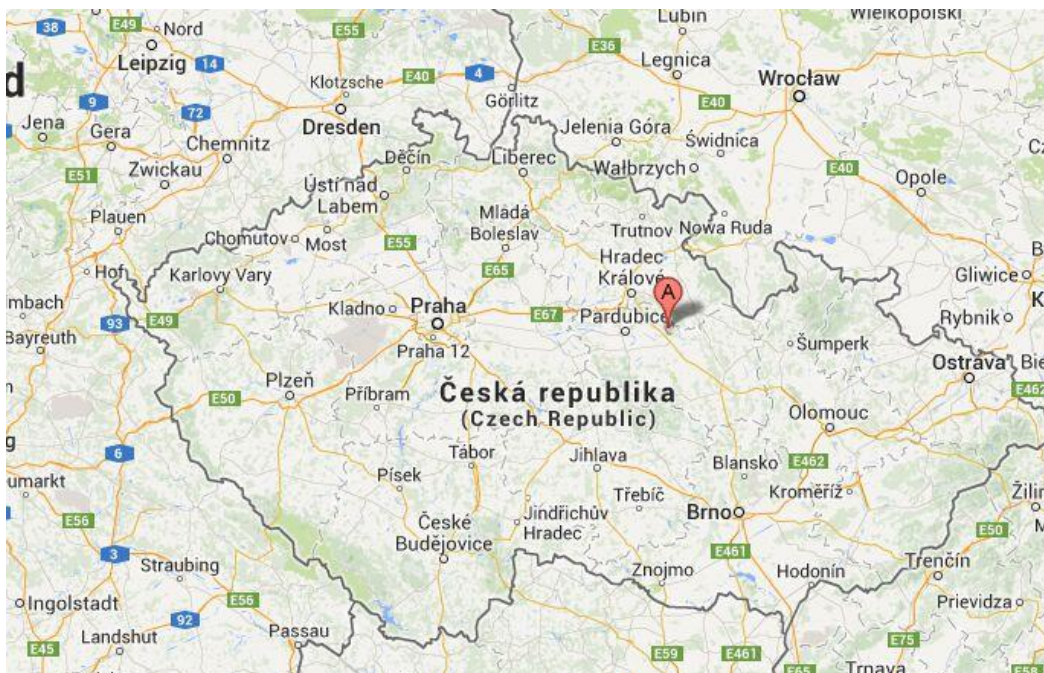 E49
Nord
38
Leipzig
14
E55
Klotzsche
E40
4
Görlitz
E36
Lubin
Legnica
Wielkopolski
Wrocław
E40
d
9
72
Jena
Gera
Chemnitz
Dresden
Jelenia Góra
Świdnica
Wałbrzych
E40
Opole
E51
Zwickau
Děčín
Liberec
Ústí nad
Labem
Plauen
Chomutov
Most
E55
Mladá
Boleslav
Trutnov
Nowa Ruda
Hof
Karlovy Vary
E65
Hradec
Králové
A
Gliwice
mbach
93
E49
Kladno
Praha
E67
Pardubice
Rybnik
Bayreuth
Praha 12
Šumperk
Ostrava
E462
Plzeň
E50
Příbram
Česká republika
(Czech Republic)
Olomouc
6
Tábor
Jihlava
Blansko
E462
Písek
Třebíč
Kroměříž
umarkt
E56
Jindřichův
Hradec
Brno
E50
3
České
Budějovice
E461
Trenčín
Straubing
Znojmo
Hodonín
Ingolstadt
E56
Prievidza
92
Landshut
Passau
E45
E59
E461
E65
E75
Trnava
E58